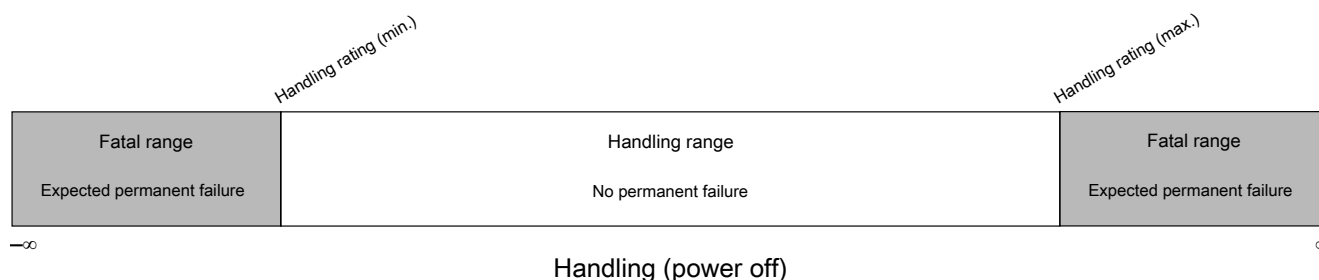 Handling rating (min.)
Handling rating (max.)
Fatal range
Handling range
Fatal range
Expected permanent failure
No permanent failure
Expected permanent failure
–∞
Handling (power off)